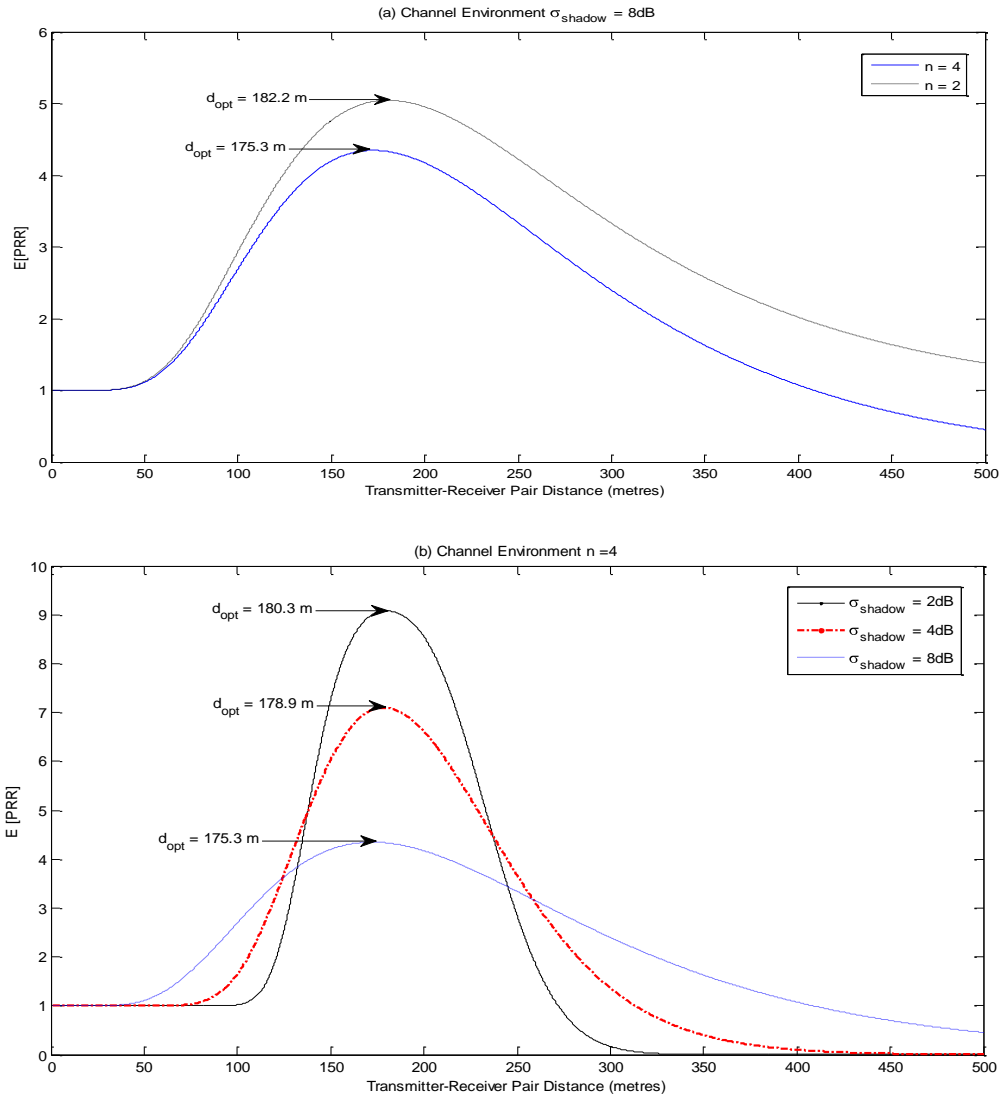 (a) Channel Environment σshadow = 8dB
6
5
4
3
2
1
0
E[PRR]
n = 4
n = 2
dopt = 182.2 m
dopt = 175.3 m
0 50 100 150 200 250 300 350 400 450 500
Transmitter-Receiver Pair Distance (metres)
(b) Channel Environment n =4
10
9
8
7
6
5
4
3
2
1
0
E [PRR]
σshadow = 2dB
σshadow = 4dB
σshadow = 8dB
dopt = 180.3 m
dopt = 178.9 m
dopt = 175.3 m
0 50 100 150 200 250 300 350 400 450 500
Transmitter-Receiver Pair Distance (metres)